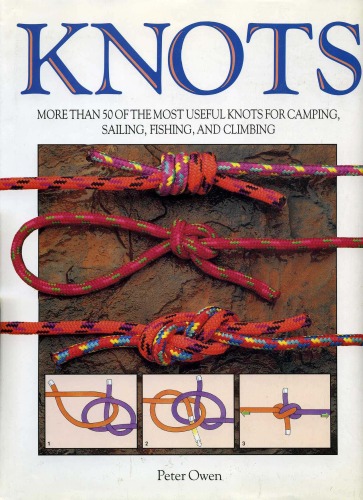 KNOTS
MORE THAN 50 OF THE MOST USEFUL KNOTS FOR CAMPING,
SAILING, FISHING, AND CLIMBING
1
2
3
Peter Owen